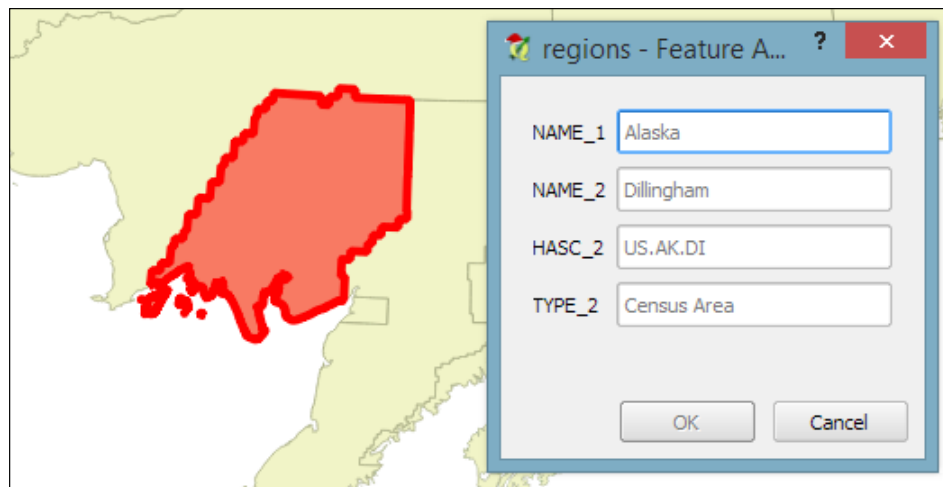 regions - Feature A... ?
NAME_1 Alaska
NAME_2 Dillingham
HASC_2 US.AK.DI
TYPE_2 Census Area
OK Cancel